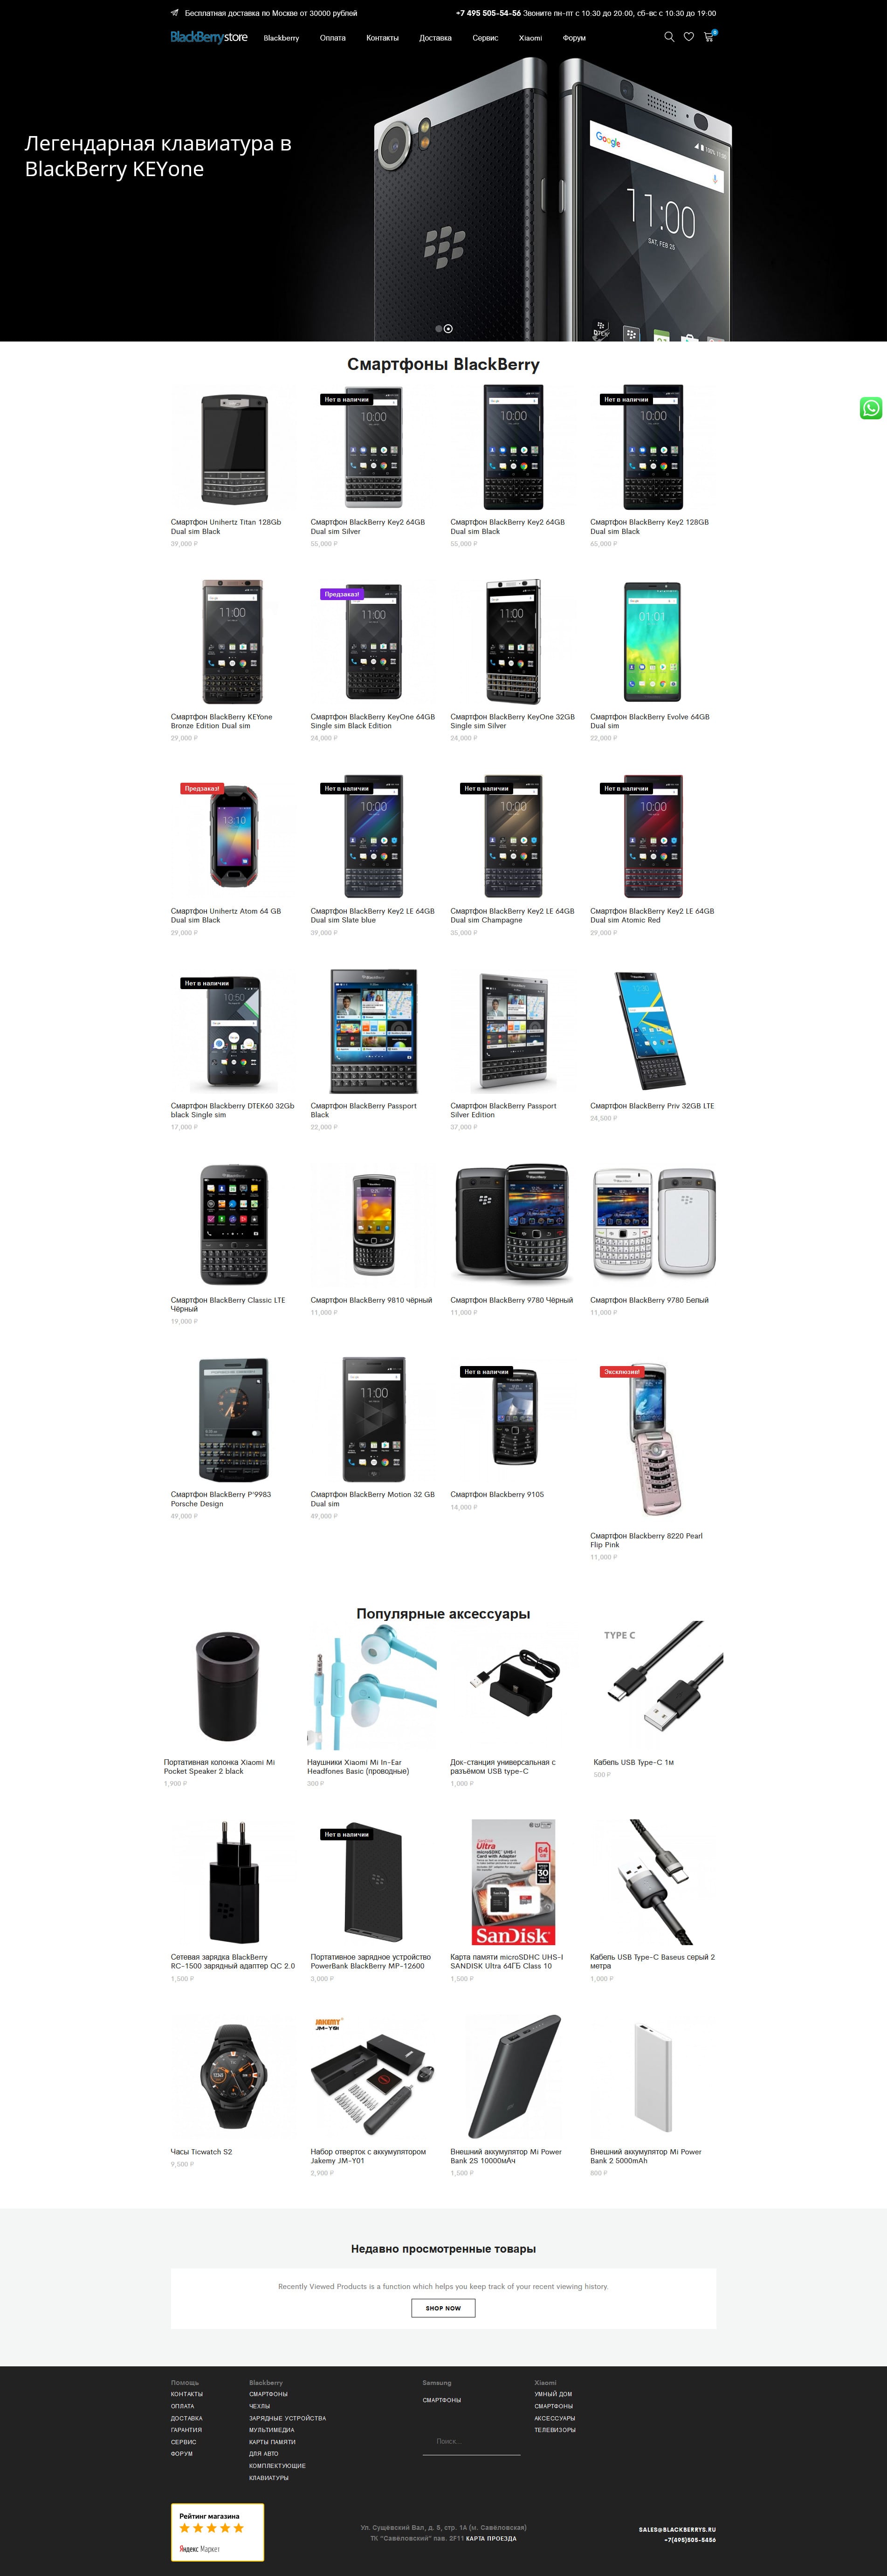 Бесплатная доставка по Москве от 30000 рублей
+7 495 505-54-56 Звоните пн-пт с 10:30 до 20:00, сб-вс с 10:30 до 19:00
BlackBerrystore
Blackberry Оплата Контакты Доставка Сервис Xiaomi Форум
0
Легендарная клавиатура в
BlackBerry KEYone
Google
100% 11:00
11:00
SAT, FEB 25
Смартфоны BlackBerry
Нет в наличии
Нет в наличии
Смартфон Unihertz Titan 128Gb
Dual sim Black
39,000 ₽
Смартфон BlackBerry Key2 64GB
Dual sim Silver
55,000 ₽
Смартфон BlackBerry Key2 64GB
Dual sim Black
55,000 ₽
Смартфон BlackBerry Key2 128GB
Dual sim Black
65,000 ₽
Предзаказ!
Смартфон BlackBerry KEYone
Bronze Edition Dual sim
29,000 ₽
Смартфон BlackBerry KeyOne 64GB
Single sim Black Edition
24,000 ₽
Смартфон BlackBerry KeyOne 32GB
Single sim Silver
24,000 ₽
Смартфон BlackBerry Evolve 64GB
Dual sim
22,000 ₽
Предзаказ!
Нет в наличии
Нет в наличии
Нет в наличии
Смартфон Unihertz Atom 64 GB
Dual sim Black
29,000 ₽
Смартфон BlackBerry Key2 LE 64GB
Dual sim Slate blue
39,000 ₽
Смартфон BlackBerry Key2 LE 64GB
Dual sim Champagne
35,000 ₽
Смартфон BlackBerry Key2 LE 64GB
Dual sim Atomic Red
29,000 ₽
Нет в наличии
Смартфон Blackberry DTEK60 32Gb
black Single sim
17,000 ₽
Смартфон BlackBerry Passport
Black
22,000 ₽
Смартфон BlackBerry Passport
Silver Edition
37,000 ₽
Смартфон BlackBerry Priv 32GB LTE
24,500 ₽
Смартфон BlackBerry Classic LTE
Чёрный
19,000 ₽
Смартфон BlackBerry 9810 чёрный
11,000 ₽
Смартфон BlackBerry 9780 Чёрный
11,000 ₽
Смартфон BlackBerry 9780 Белый
11,000 ₽
Нет в наличии
Эксклюзив!
Смартфон BlackBerry P'9983
Porsche Design
49,000 ₽
Смартфон BlackBerry Motion 32 GB
Dual sim
49,000 ₽
Смартфон Blackberry 9105
14,000 ₽
Смартфон Blackberry 8220 Pearl
Flip Pink
11,000 ₽
Популярные аксессуары
TYPE C
Портативная колонка Xiaomi Mi
Pocket Speaker 2 black
1,900 ₽
Наушники Xiaomi Mi In-Ear
Headfones Basic (проводные)
300 ₽
Док-станция универсальная с
разъёмом USB type-C
1,000 ₽
Кабель USB Type-C 1м
500 ₽
Нет в наличии
SanDisk
Ultra
64
30
SanDisk
Сетевая зарядка BlackBerry
RC-1500 зарядный адаптер QC 2.0
1,500 ₽
Портативное зарядное устройство
PowerBank BlackBerry MP-12600
3,000 ₽
Карта памяти microSDHC UHS-I
SANDISK Ultra 64ГБ Class 10
1,500 ₽
Кабель USB Type-C Baseus серый 2
метра
1,000 ₽
JAKEMY
JM-Y01
Часы Ticwatch S2
9,500 ₽
Набор отверток с аккумулятором
Jakemy JM-Y01
2,900 ₽
Внешний аккумулятор Mi Power
Bank 2S 10000мАч
1,500 ₽
Внешний аккумулятор Mi Power
Bank 2 5000mAh
800 ₽
Недавно просмотренные товары
Recently Viewed Products is a function which helps you keep track of your recent viewing history.
SHOP NOW
Помощь
КОНТАКТЫ
ОПЛАТА
ДОСТАВКА
ГАРАНТИЯ
СЕРВИС
ФОРУМ
Blackberry
СМАРТФОНЫ
ЧЕХЛЫ
ЗАРЯДНЫЕ УСТРОЙСТВА
МУЛЬТИМЕДИА
КАРТЫ ПАМЯТИ
ДЛЯ АВТО
КОМПЛЕКТУЮЩИЕ
КЛАВИАТУРЫ
Samsung
СМАРТФОНЫ
Поиск...
Xiaomi
УМНЫЙ ДОМ
СМАРТФОНЫ
АКСЕССУАРЫ
ТЕЛЕВИЗОРЫ
Рейтинг магазина
Яндекс Маркет
Ул. Сущёвский Вал, д. 5, стр. 1А (м. Савёловская)
ТК "Савёловский" пав. 2F11 КАРТА ПРОЕЗДА
SALES@BLACKBERRYS.RU
+7(495)505-5456